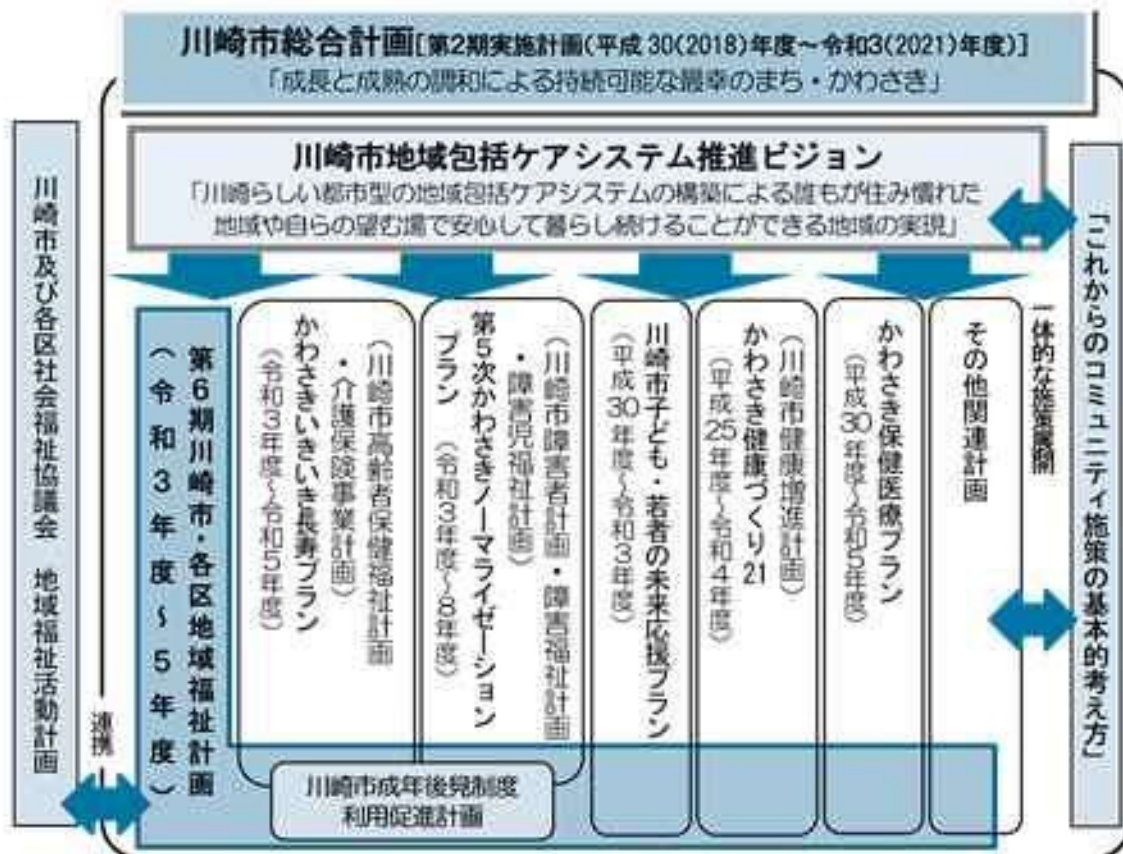 川崎市総合計画[第2期実施計画(平成30(2018)年度~令和3(2021)年度)]
「成長と成熟の調和による持続可能な最幸のまち・かわさき」
川崎市地域包括ケアシステム推進ビジョン
「川崎らしい都市型の地域包括ケアシステムの構築による誰もが住み慣れた
地域や自らの望む場で安心して暮らし続けることができる地域の実現」
「これからのコミュニティ施策の基本的考え方」
一体的な施策展開
その他関連計画
かわさき保健医療プラン
(平成30年度~令和5年度)
(川崎市健康増進計画)
かわさき健康づくり21
(平成25年度~令和4年度)
川崎市子ども・若者の未来応援プラン
(平成30年度~令和3年度)
(川崎市障害者計画・障害福祉計画
・障害児福祉計画)
第5次かわさきノーマライゼーション
プラン (令和3年度~8年度)
(川崎市高齢者保健福祉計画
・介護保険事業計画)
かわさきいきいき長寿プラン
(令和3年度~令和5年度)
第6期川崎市・各区地域福祉計画
(令和3年度~5年度)
川崎市成年後見制度
利用促進計画
連携
川崎市及び各区社会福祉協議会 地域福祉活動計画